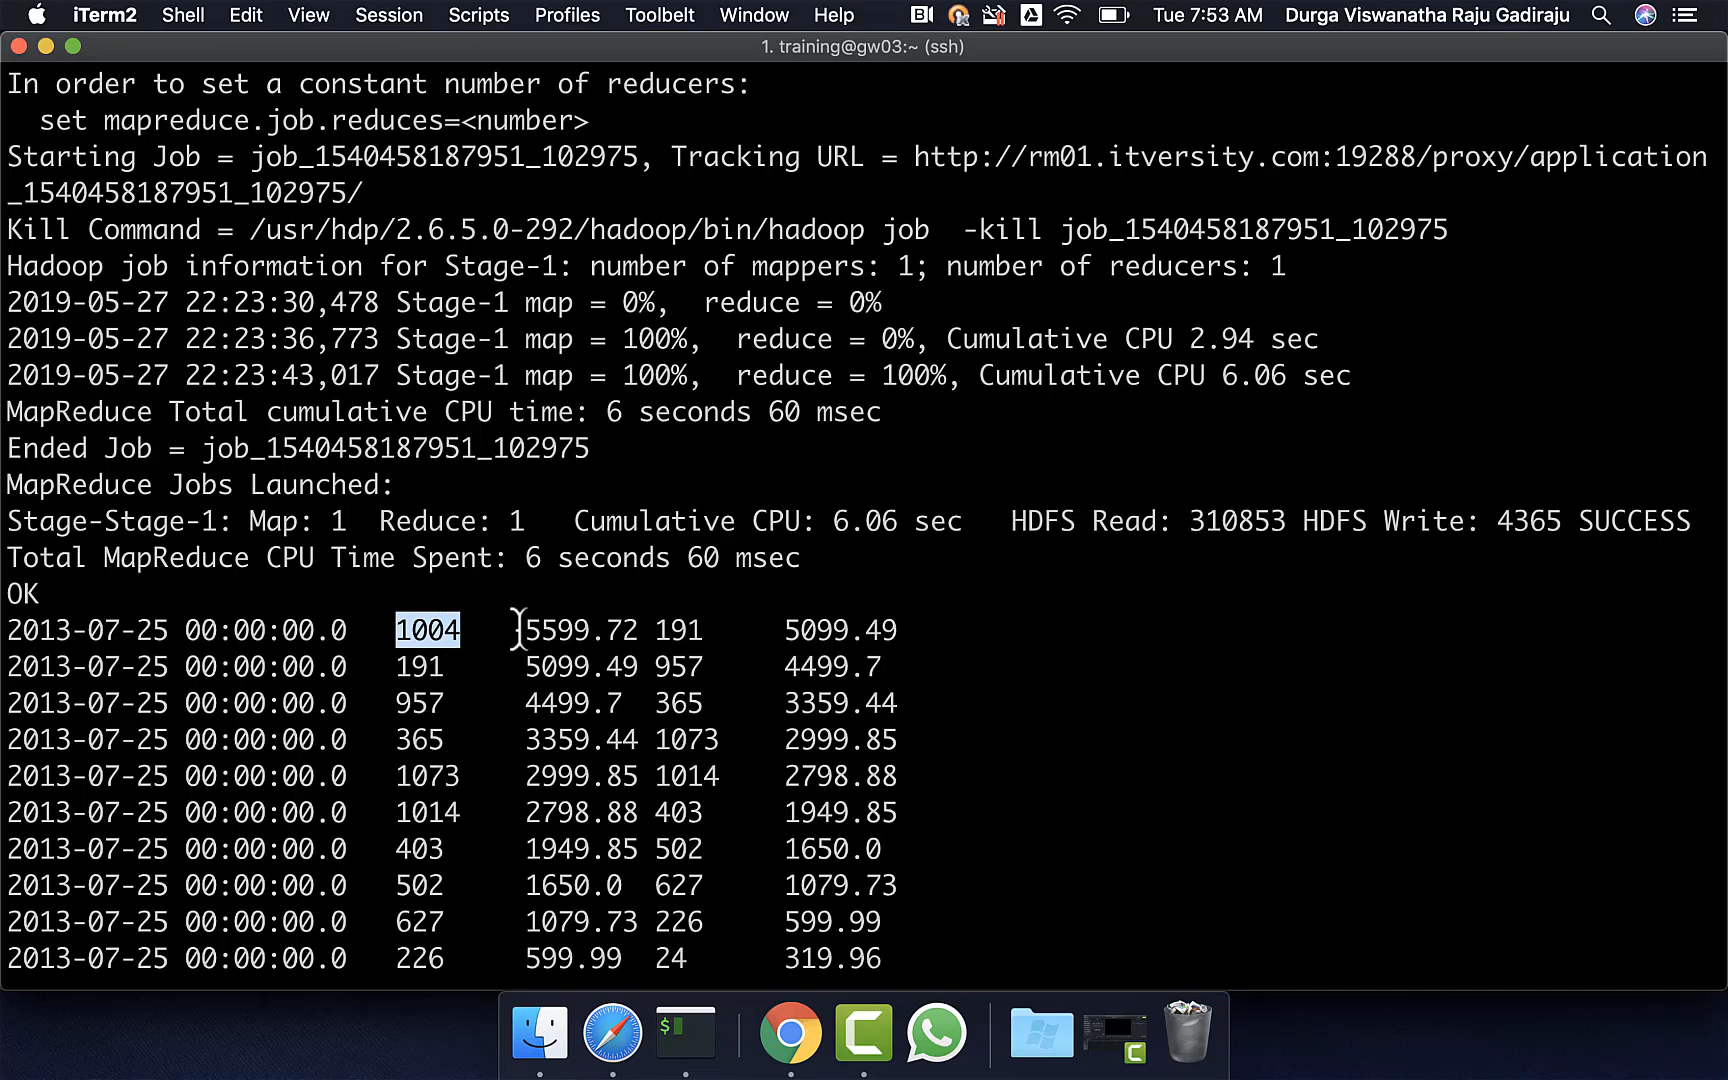 iTerm2 Shell Edit View Session Scripts Profiles Toolbelt Window Help Tue 7:53 AM Durga Viswanatha Raju Gadiraju
1. training@gw03:~ (ssh)
In order to set a constant number of reducers:
  set mapreduce.job.reduces=<number>
Starting Job = job_1540458187951_102975, Tracking URL = http://rm01.itversity.com:19288/proxy/application
_1540458187951_102975/
Kill Command = /usr/hdp/2.6.5.0-292/hadoop/bin/hadoop job  -kill job_1540458187951_102975
Hadoop job information for Stage-1: number of mappers: 1; number of reducers: 1
2019-05-27 22:23:30,478 Stage-1 map = 0%,  reduce = 0%
2019-05-27 22:23:36,773 Stage-1 map = 100%,  reduce = 0%, Cumulative CPU 2.94 sec
2019-05-27 22:23:43,017 Stage-1 map = 100%,  reduce = 100%, Cumulative CPU 6.06 sec
MapReduce Total cumulative CPU time: 6 seconds 60 msec
Ended Job = job_1540458187951_102975
MapReduce Jobs Launched:
Stage-Stage-1: Map: 1  Reduce: 1   Cumulative CPU: 6.06 sec   HDFS Read: 310853 HDFS Write: 4365 SUCCESS
Total MapReduce CPU Time Spent: 6 seconds 60 msec
OK
2013-07-25 00:00:00.0   1004    5599.72 191     5099.49
2013-07-25 00:00:00.0   191     5099.49 957     4499.7
2013-07-25 00:00:00.0   957     4499.7  365     3359.44
2013-07-25 00:00:00.0   365     3359.44 1073    2999.85
2013-07-25 00:00:00.0   1073    2999.85 1014    2798.88
2013-07-25 00:00:00.0   1014    2798.88 403     1949.85
2013-07-25 00:00:00.0   403     1949.85 502     1650.0
2013-07-25 00:00:00.0   502     1650.0  627     1079.73
2013-07-25 00:00:00.0   627     1079.73 226     599.99
2013-07-25 00:00:00.0   226     599.99  24      319.96